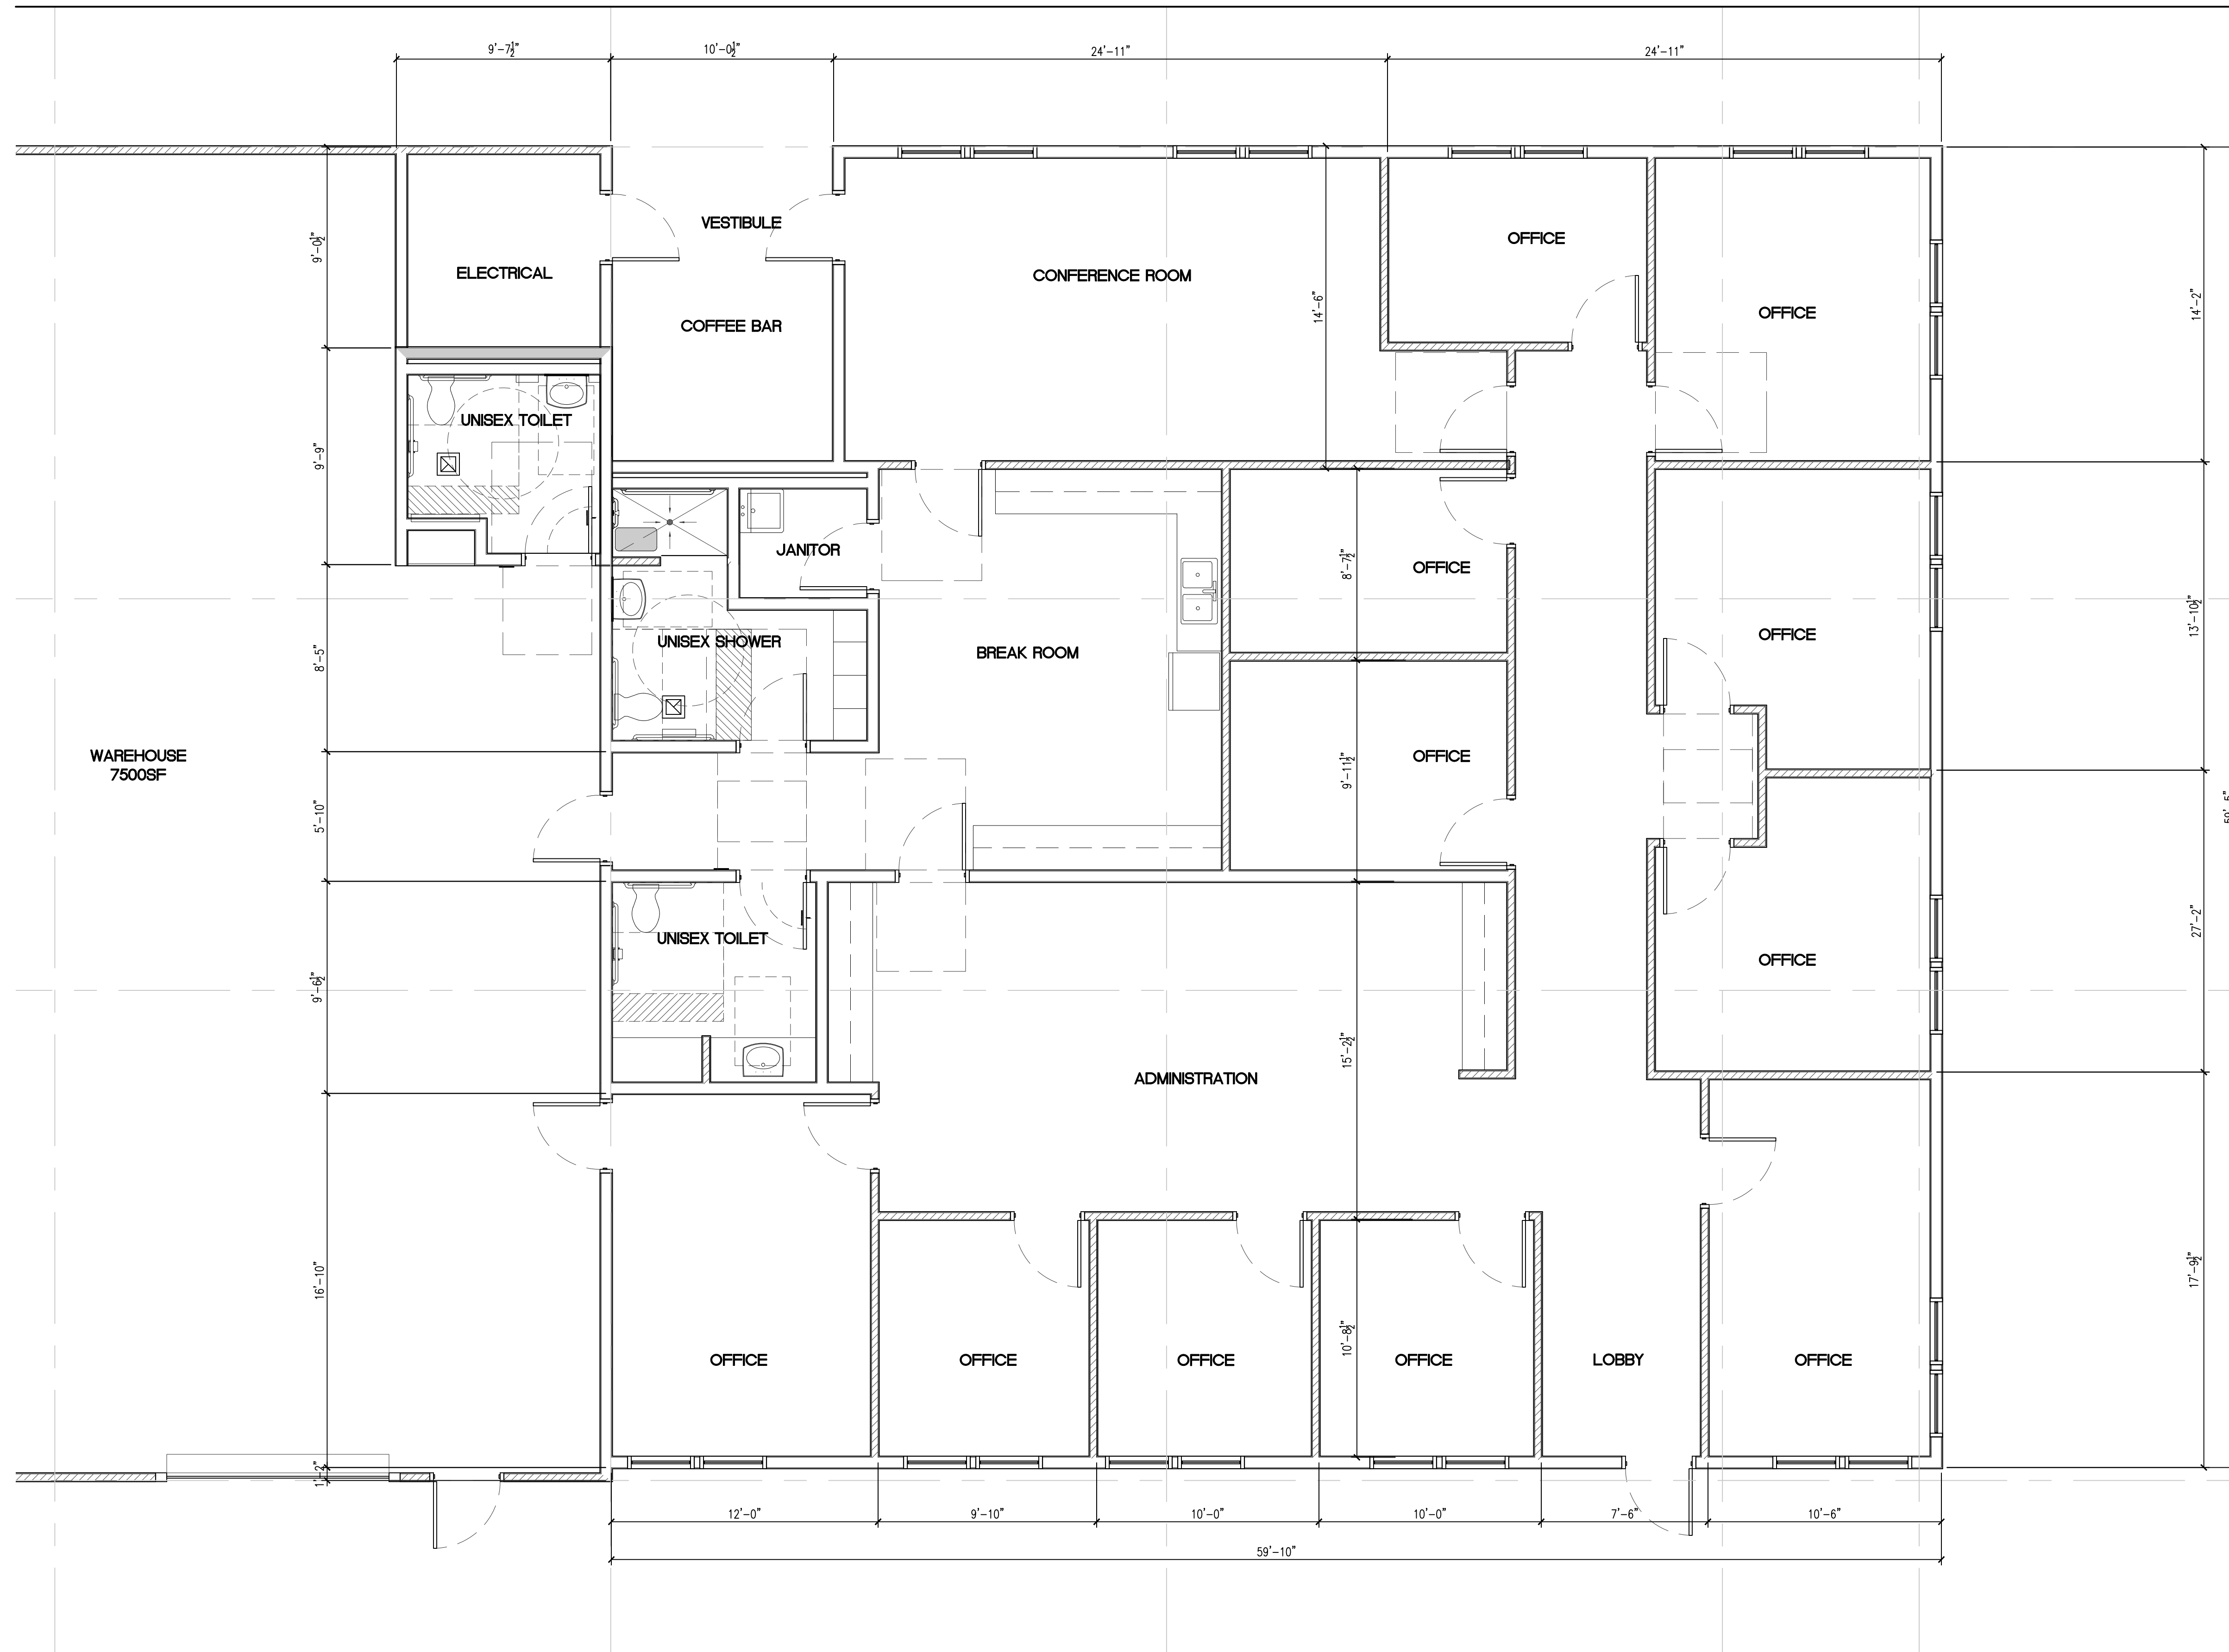 9'-7½"
10'-0½"
24'-11"
24'-11"
VESTIBULE
OFFICE
9'-0½"
ELECTRICAL
CONFERENCE ROOM
14'-6"
14'-2"
OFFICE
COFFEE BAR
UNISEX TOILET
9'-9"
JANITOR
8'-7½"
OFFICE
13'-10½"
OFFICE
UNISEX SHOWER
8'-5"
BREAK ROOM
WAREHOUSE
7500SF
OFFICE
9'-11½"
5'-10"
27'-2"
UNISEX TOILET
OFFICE
9'-6½"
15'-2½"
ADMINISTRATION
16'-10"
17'-9½"
10'-8½"
OFFICE
OFFICE
OFFICE
OFFICE
LOBBY
OFFICE
1'-2"
12'-0"
9'-10"
10'-0"
10'-0"
7'-6"
10'-6"
59'-10"